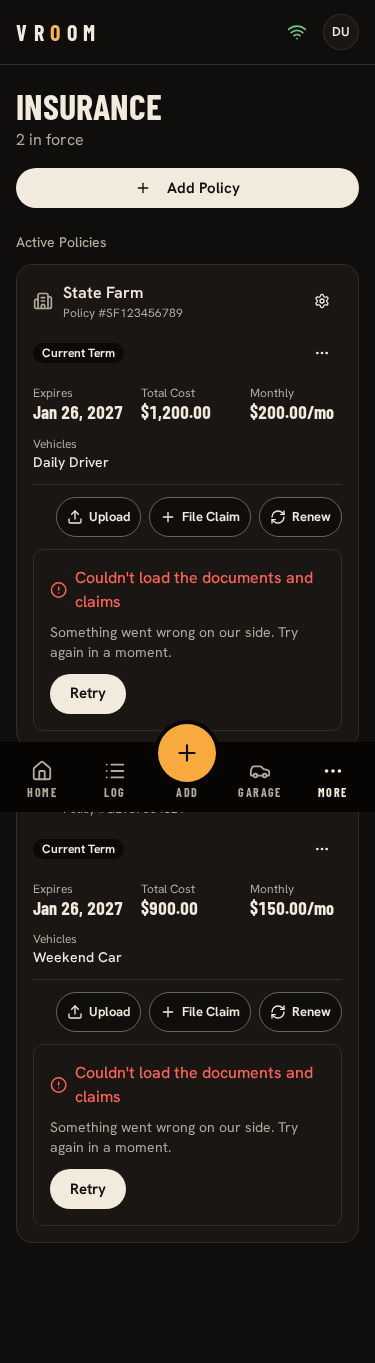 VROOM
DU
INSURANCE
2 in force
Add Policy
Active Policies
State Farm
Policy #SF123456789
Current Term
Expires Total Cost Monthly
Jan 26, 2027 $1,200.00 $200.00/mo
Vehicles
Daily Driver
Upload File Claim Renew
Couldn't load the documents and
claims
Something went wrong on our side. Try
again in a moment.
Retry
HOME LOG ADD GARAGE MORE
Current Term
Expires Total Cost Monthly
Jan 26, 2027 $900.00 $150.00/mo
Vehicles
Weekend Car
Upload File Claim Renew
Couldn't load the documents and
claims
Something went wrong on our side. Try
again in a moment.
Retry